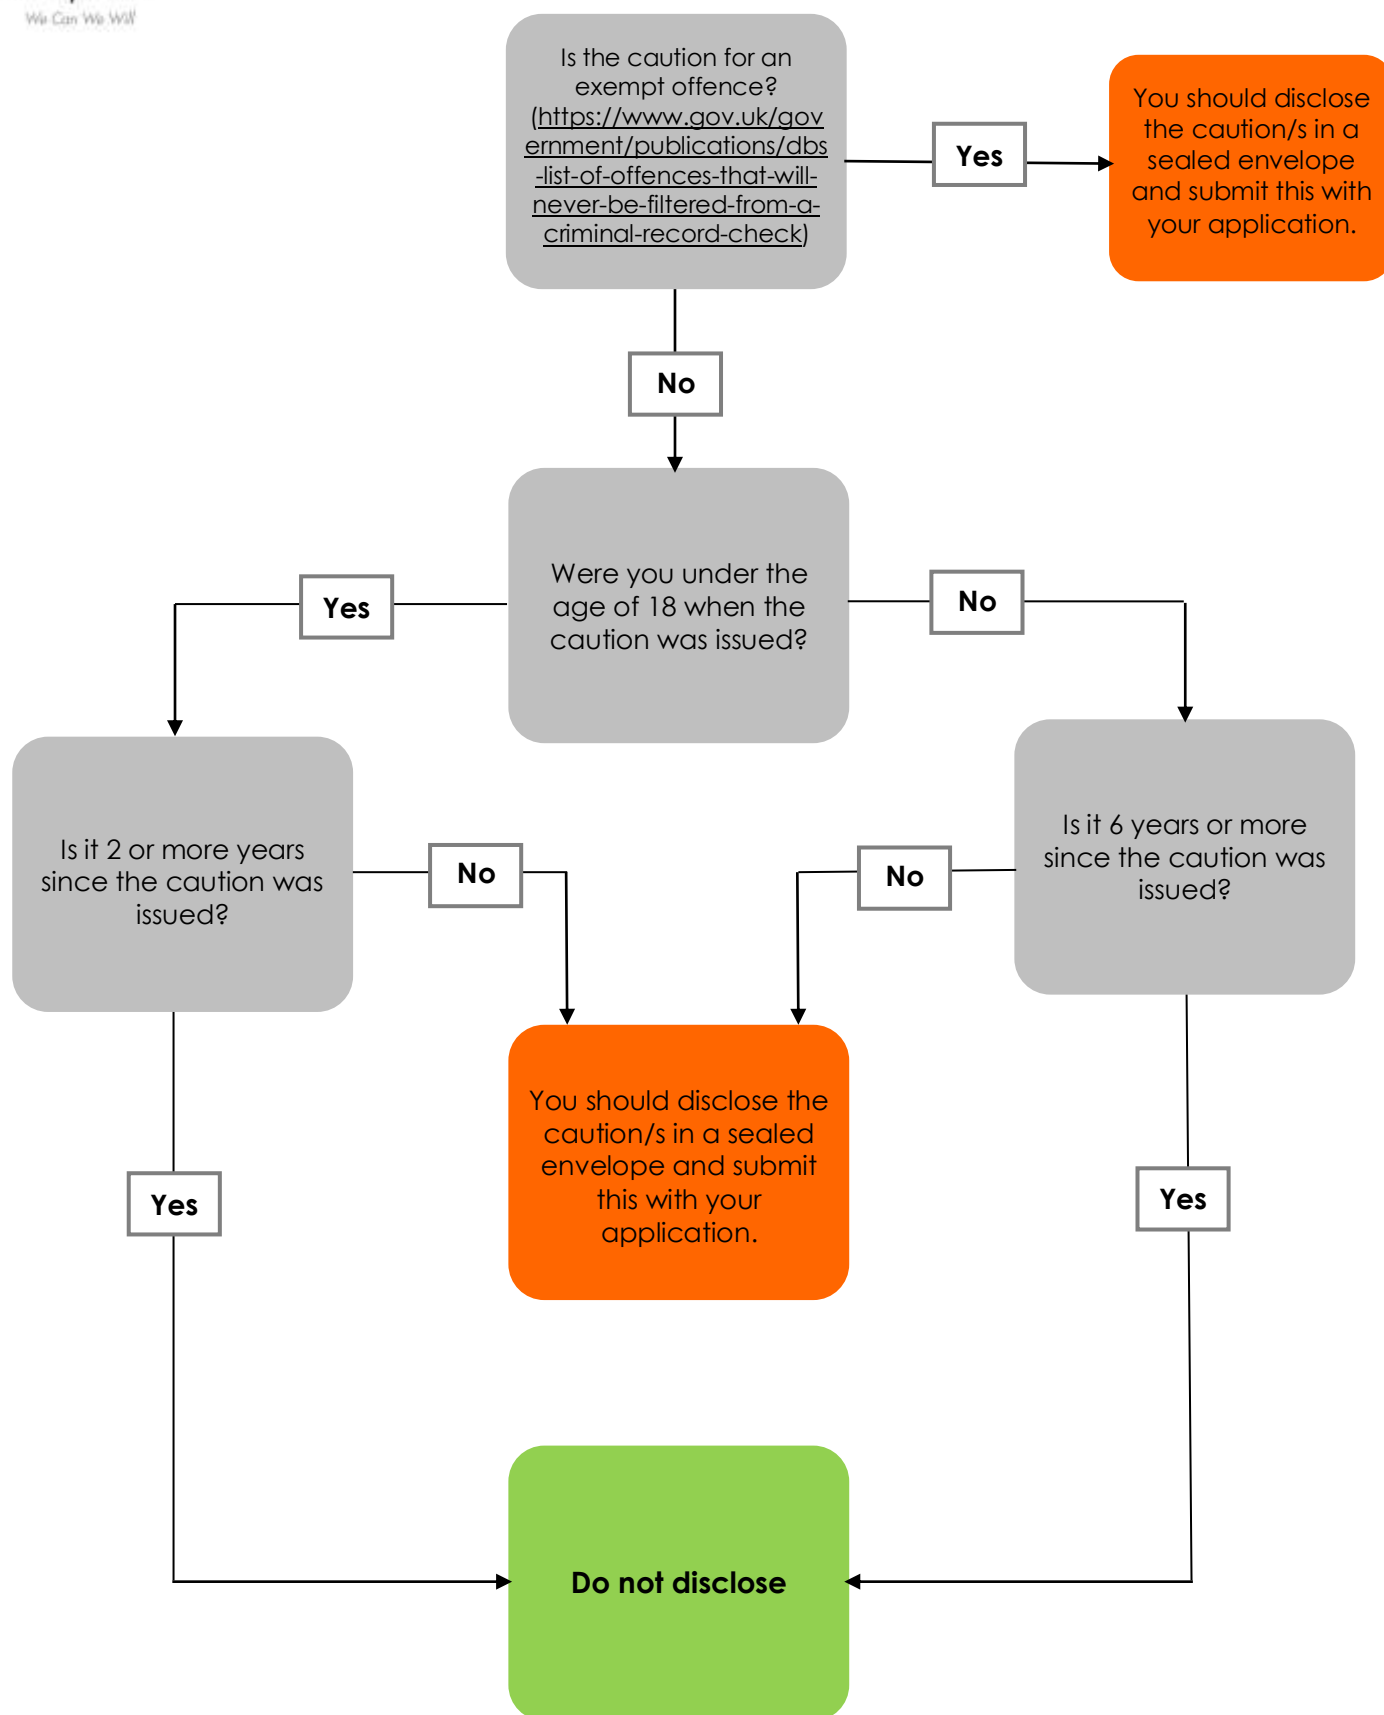 We Can We Will
Is the caution for an
exempt offence?
(https://www.gov.uk/gov
ernment/publications/dbs
-list-of-offences-that-will-
never-be-filtered-from-a-
criminal-record-check)
Yes
You should disclose
the caution/s in a
sealed envelope
and submit this with
your application.
No
Were you under the
age of 18 when the
caution was issued?
Yes
No
Is it 2 or more years
since the caution was
issued?
No
Is it 6 years or more
since the caution was
issued?
No
You should disclose the
caution/s in a sealed
envelope and submit
this with your
application.
Yes
Yes
Do not disclose